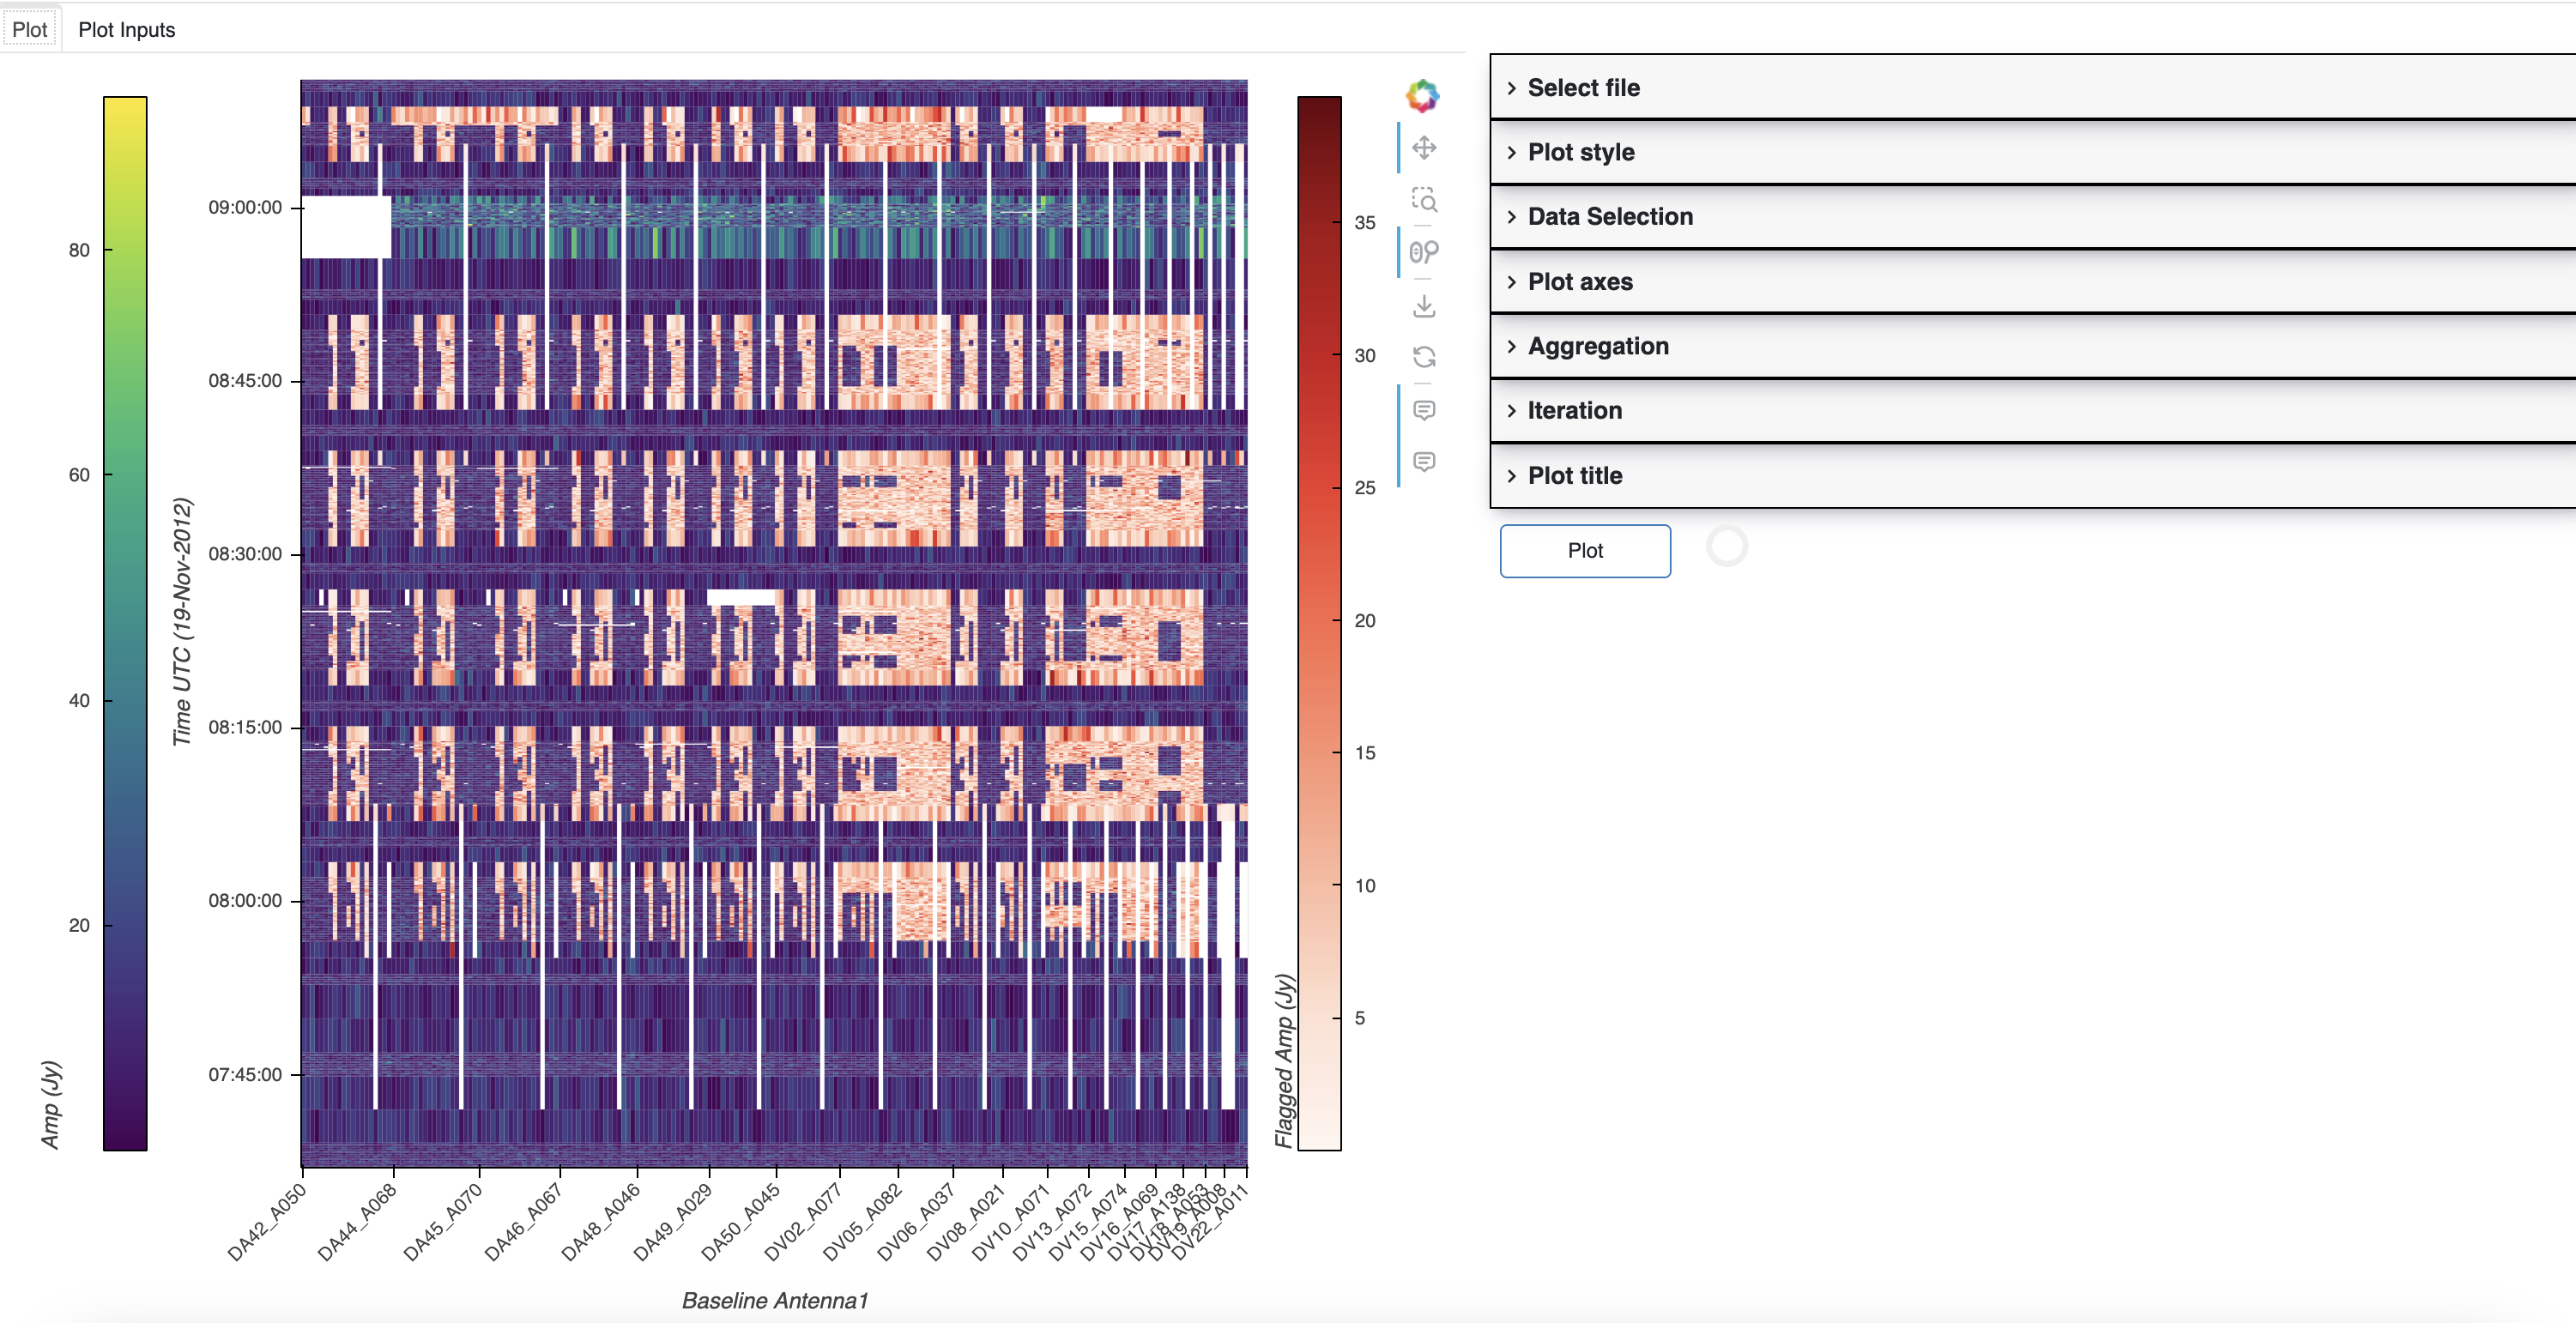 Plot
Plot Inputs
Amp (Jy)
80
60
40
20
Time UTC (19-Nov-2012)
09:00:00
08:45:00
08:30:00
08:15:00
08:00:00
07:45:00
DA42_A050
DA44_A068
DA45_A070
DA46_A067
DA48_A046
DA49_A029
DA50_A045
DV02_A077
DV05_A082
DV06_A037
DV08_A021
DV10_A071
DV13_A072
DV15_A074
DV16_A069
DV17_A138
DV18_A053
DV19_A008
DV22_A011
Baseline Antenna1
Flagged Amp (Jy)
35
30
25
20
15
10
5
Select file
Plot style
Data Selection
Plot axes
Aggregation
Iteration
Plot title
Plot